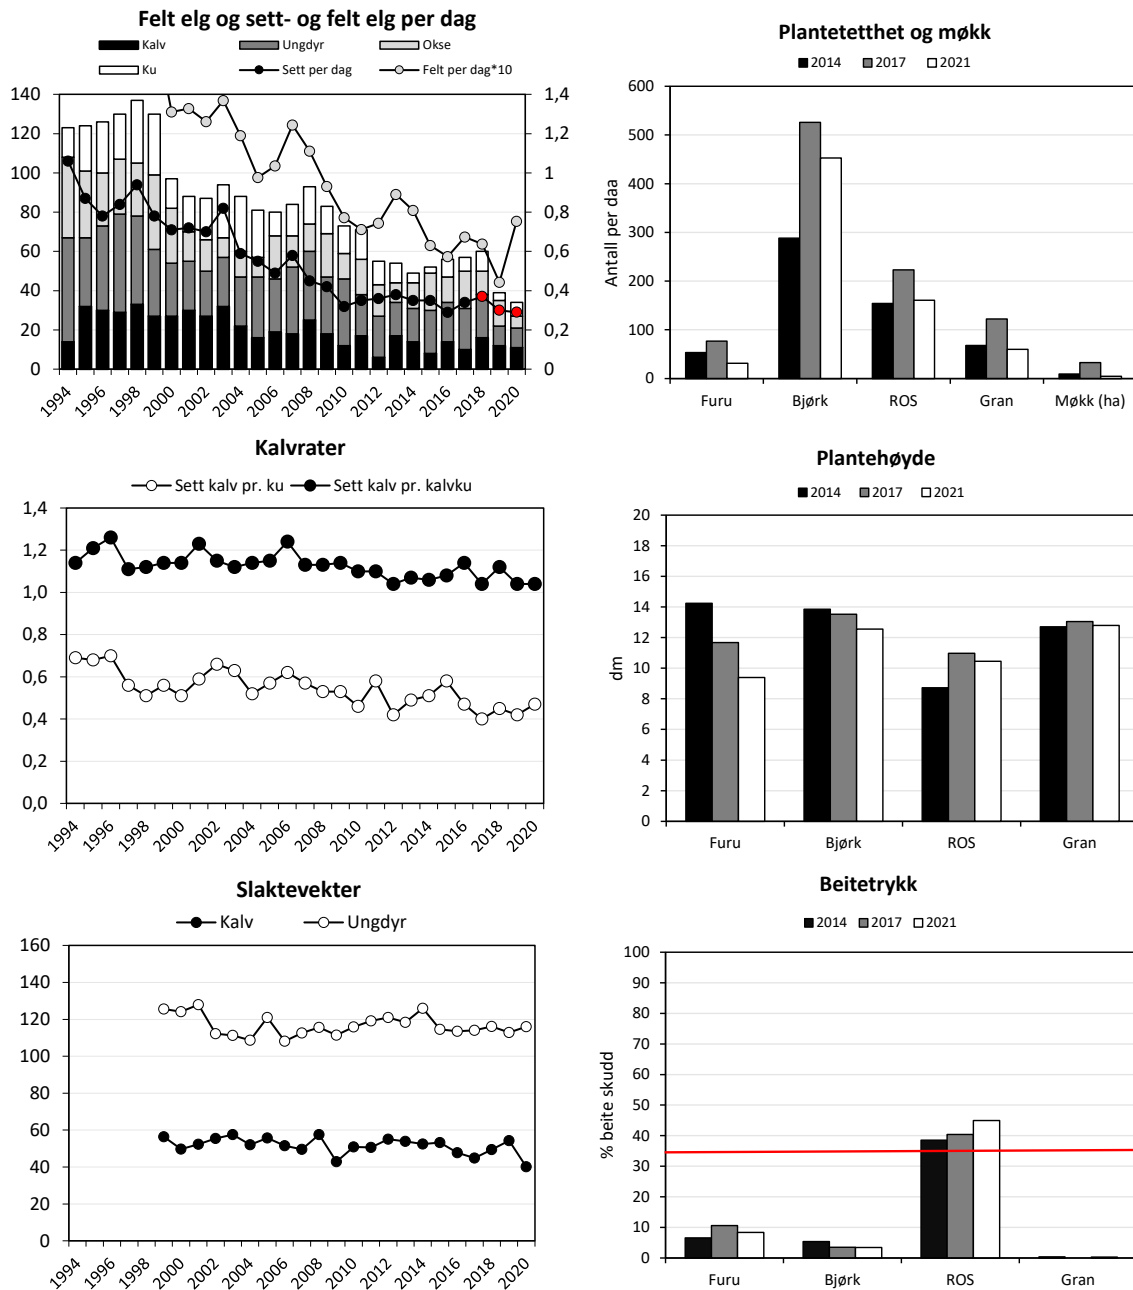 Felt elg og sett- og felt elg per dag
Kalv Ungdyr Okse
Ku Sett per dag Felt per dag*10
140 1,4
120 1,2
100 1
80 0,8
60 0,6
40 0,4
20 0,2
0 0
1994 1996 1998 2000 2002 2004 2006 2008 2010 2012 2014 2016 2018 2020
Plantetetthet og møkk
2014 2017 2021
Antall per daa
600
500
400
300
200
100
0
Furu Bjørk ROS Gran Møkk (ha)
Kalvrater
Sett kalv pr. ku Sett kalv pr. kalvku
1,4
1,2
1,0
0,8
0,6
0,4
0,2
0,0
1994 1996 1998 2000 2002 2004 2006 2008 2010 2012 2014 2016 2018 2020
Plantehøyde
2014 2017 2021
dm
20
18
16
14
12
10
8
6
4
2
0
Furu Bjørk ROS Gran
Slaktevekter
Kalv Ungdyr
160
140
120
100
80
60
40
20
0
1994 1996 1998 2000 2002 2004 2006 2008 2010 2012 2014 2016 2018 2020
Beitetrykk
2014 2017 2021
% beite skudd
100
90
80
70
60
50
40
30
20
10
0
Furu Bjørk ROS Gran